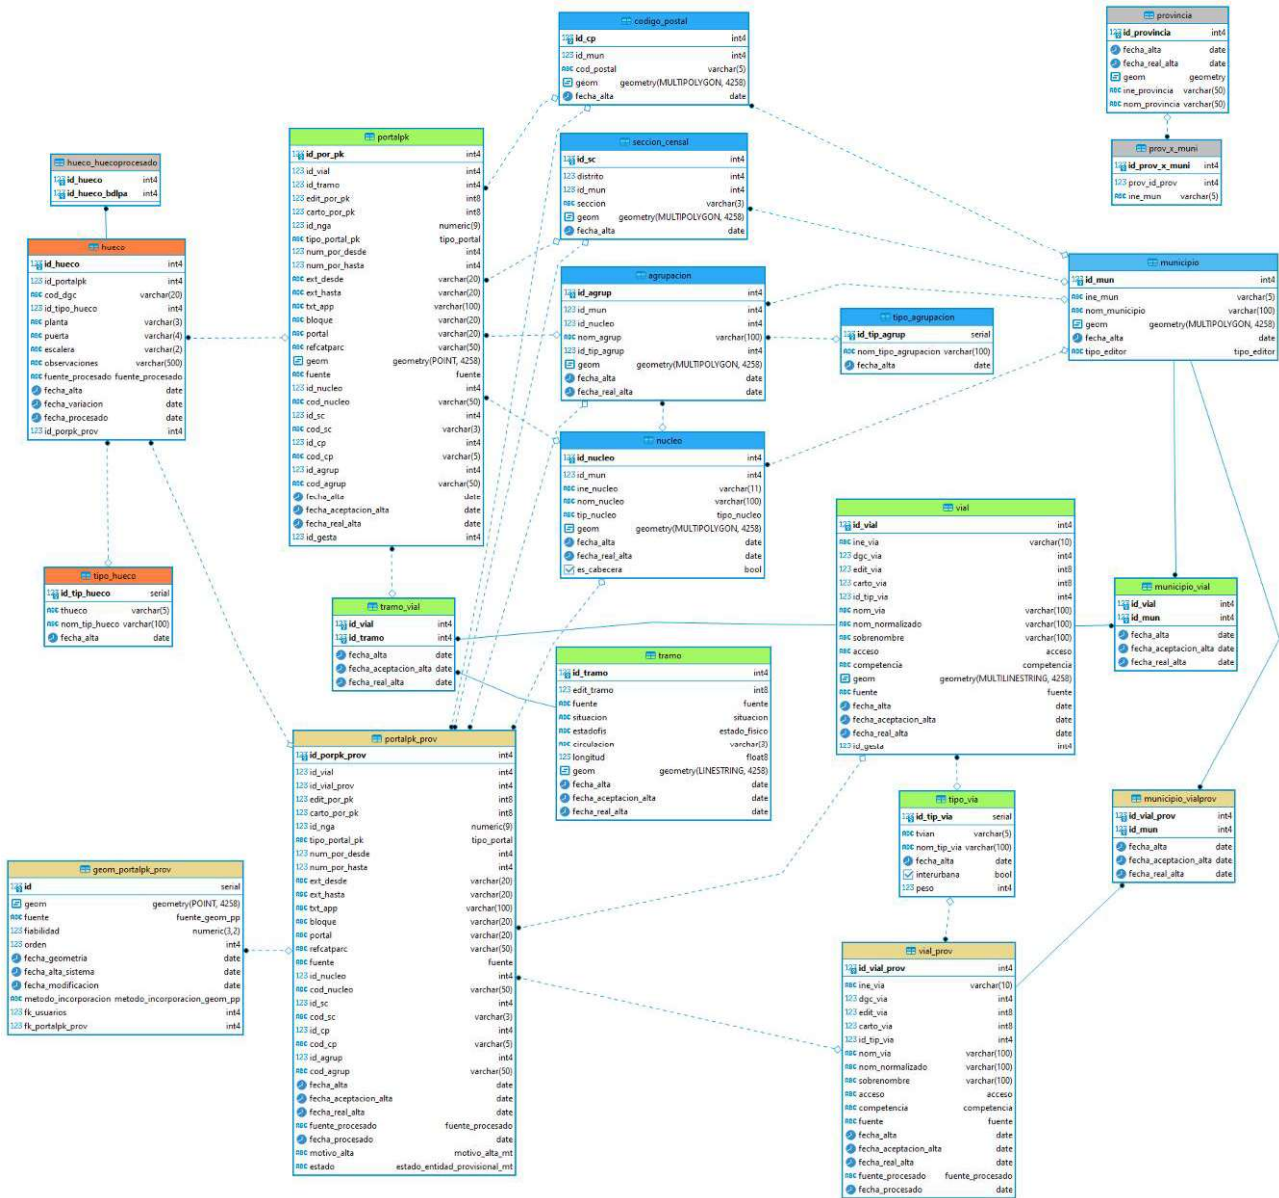 codigo_postal
id_cp int4
id_mun int4
cod_postal varchar(5)
geom geometry(MULTIPOLYGON, 4258)
fecha_alta date
provincia
id_provincia int4
fecha_alta date
fecha_real_alta date
geom geometry
ine_provincia varchar(50)
nom_provincia varchar(50)
prov_x_muni
id_prov_x_muni int4
prov_id_prov int4
ine_mun varchar(5)
hueco_huecoprocesado
id_hueco int4
id_hueco_bdlpa int4
hueco
id_hueco int4
id_portalpk int4
cod_dgc varchar(20)
id_tipo_hueco int4
planta varchar(3)
puerta varchar(4)
escalera varchar(2)
observaciones varchar(500)
fuente_procesado fuente_procesado
fecha_alta date
fecha_variacion date
fecha_procesado date
id_porpk_prov int4
tipo_hueco
id_tip_hueco serial
thueco varchar(5)
nom_tip_hueco varchar(100)
fecha_alta date
portalpk
id_por_pk int4
id_vial int4
id_tramo int4
edit_por_pk int8
carto_por_pk int8
id_nga numeric(9)
tipo_portal_pk tipo_portal
num_por_desde int4
num_por_hasta int4
ext_desde varchar(20)
ext_hasta varchar(20)
txt_app varchar(100)
bloque varchar(20)
portal varchar(20)
refcatparc varchar(50)
geom geometry(POINT, 4258)
fuente fuente
id_nucleo int4
cod_nucleo varchar(50)
id_sc int4
cod_sc varchar(3)
id_cp int4
cod_cp varchar(5)
id_agrup int4
cod_agrup varchar(50)
fecha_alta date
fecha_aceptacion_alta date
fecha_real_alta date
id_gesta int4
seccion_censal
id_sc int4
distrito int4
id_mun int4
seccion varchar(3)
geom geometry(MULTIPOLYGON, 4258)
fecha_alta date
agrupacion
id_agrup int4
id_mun int4
id_nucleo int4
nom_agrup varchar(100)
id_tip_agrup int4
geom geometry(MULTIPOLYGON, 4258)
fecha_alta date
fecha_real_alta date
tipo_agrupacion
id_tip_agrup serial
nom_tipo_agrupacion varchar(100)
fecha_alta date
municipio
id_mun int4
ine_mun varchar(5)
nom_municipio varchar(100)
geom geometry(MULTIPOLYGON, 4258)
fecha_alta date
tipo_editor tipo_editor
nucleo
id_nucleo int4
id_mun int4
ine_nucleo varchar(11)
nom_nucleo varchar(100)
tip_nucleo tipo_nucleo
geom geometry(MULTIPOLYGON, 4258)
fecha_alta date
fecha_real_alta date
es_cabecera bool
vial
id_vial int4
ine_via varchar(10)
dgc_via int4
edit_via int8
carto_via int8
id_tip_via int4
nom_via varchar(100)
nom_normalizado varchar(100)
sobrenombre varchar(100)
acceso acceso
competencia competencia
geom geometry(MULTILINESTRING, 4258)
fuente fuente
fecha_alta date
fecha_aceptacion_alta date
fecha_real_alta date
id_gesta int4
municipio_vial
id_vial int4
id_mun int4
fecha_alta date
fecha_aceptacion_alta date
fecha_real_alta date
tramo_vial
id_vial int4
id_tramo int4
fecha_alta date
fecha_aceptacion_alta date
fecha_real_alta date
tramo
id_tramo int4
edit_tramo int8
fuente fuente
situacion situacion
estadofis estado_fisico
circulacion varchar(3)
longitud float8
geom geometry(LINESTRING, 4258)
fecha_alta date
fecha_aceptacion_alta date
fecha_real_alta date
tipo_via
id_tip_via serial
tvian varchar(5)
nom_tip_via varchar(100)
fecha_alta date
interurbana bool
peso int4
municipio_vialprov
id_vial_prov int4
id_mun int4
fecha_alta date
fecha_aceptacion_alta date
fecha_real_alta date
geom_portalpk_prov
id serial
geom geometry(POINT, 4258)
fuente fuente_geom_pp
fiabilidad numeric(3,2)
orden int4
fecha_geometria date
fecha_alta_sistema date
fecha_modificacion date
metodo_incorporacion metodo_incorporacion_geom_pp
fk_usuarios int4
fk_portalpk_prov int4
portalpk_prov
id_porpk_prov int4
id_vial int4
id_vial_prov int4
edit_por_pk int8
carto_por_pk int8
id_nga numeric(9)
tipo_portal_pk tipo_portal
num_por_desde int4
num_por_hasta int4
ext_desde varchar(20)
ext_hasta varchar(20)
txt_app varchar(100)
bloque varchar(20)
portal varchar(20)
refcatparc varchar(50)
fuente fuente
id_nucleo int4
cod_nucleo varchar(50)
id_sc int4
cod_sc varchar(3)
id_cp int4
cod_cp varchar(5)
id_agrup int4
cod_agrup varchar(50)
fecha_alta date
fecha_aceptacion_alta date
fecha_real_alta date
fuente_procesado fuente_procesado
fecha_procesado date
motivo_alta motivo_alta_mt
estado estado_entidad_provisional_mt
vial_prov
id_vial_prov int4
ine_via varchar(10)
dgc_via int4
edit_via int8
carto_via int8
id_tip_via int4
nom_via varchar(100)
nom_normalizado varchar(100)
sobrenombre varchar(100)
acceso acceso
competencia competencia
fuente fuente
fecha_alta date
fecha_aceptacion_alta date
fecha_real_alta date
fuente_procesado fuente_procesado
fecha_procesado date